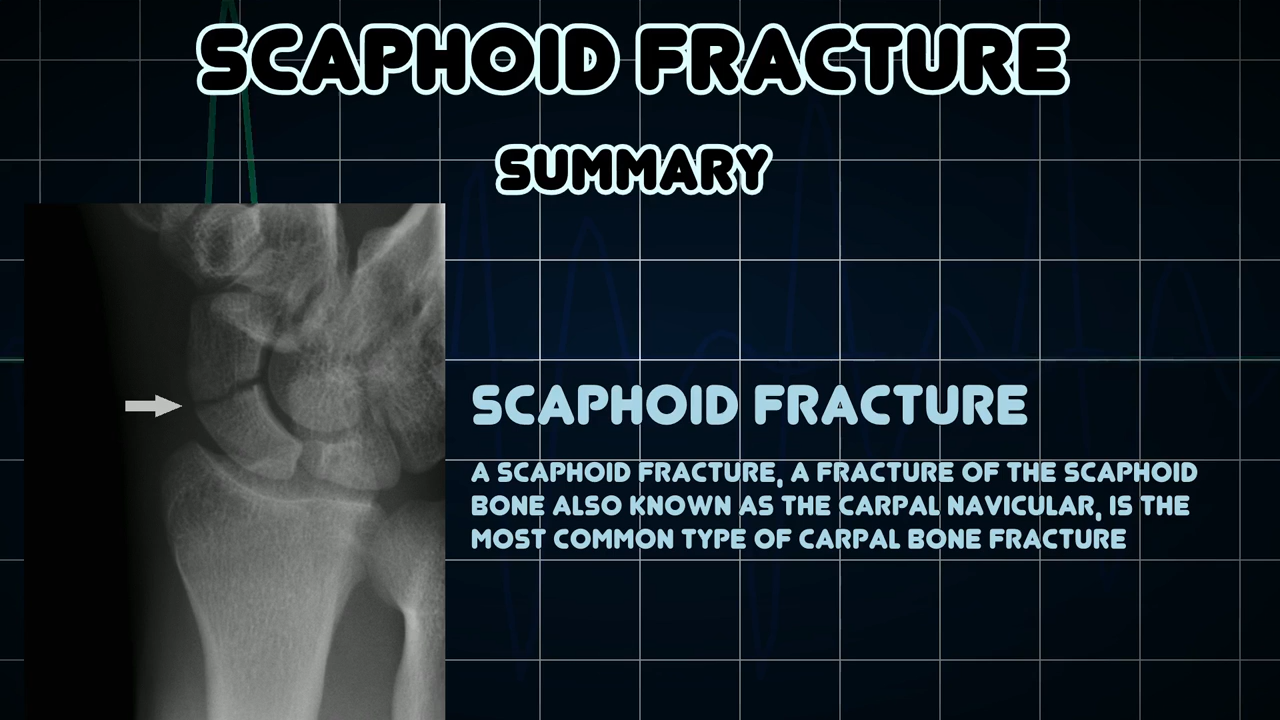 SCAPHOID FRACTURE
SUMMARY
SCAPHOID FRACTURE
A SCAPHOID FRACTURE, A FRACTURE OF THE SCAPHOID
BONE ALSO KNOWN AS THE CARPAL NAVICULAR, IS THE
MOST COMMON TYPE OF CARPAL BONE FRACTURE